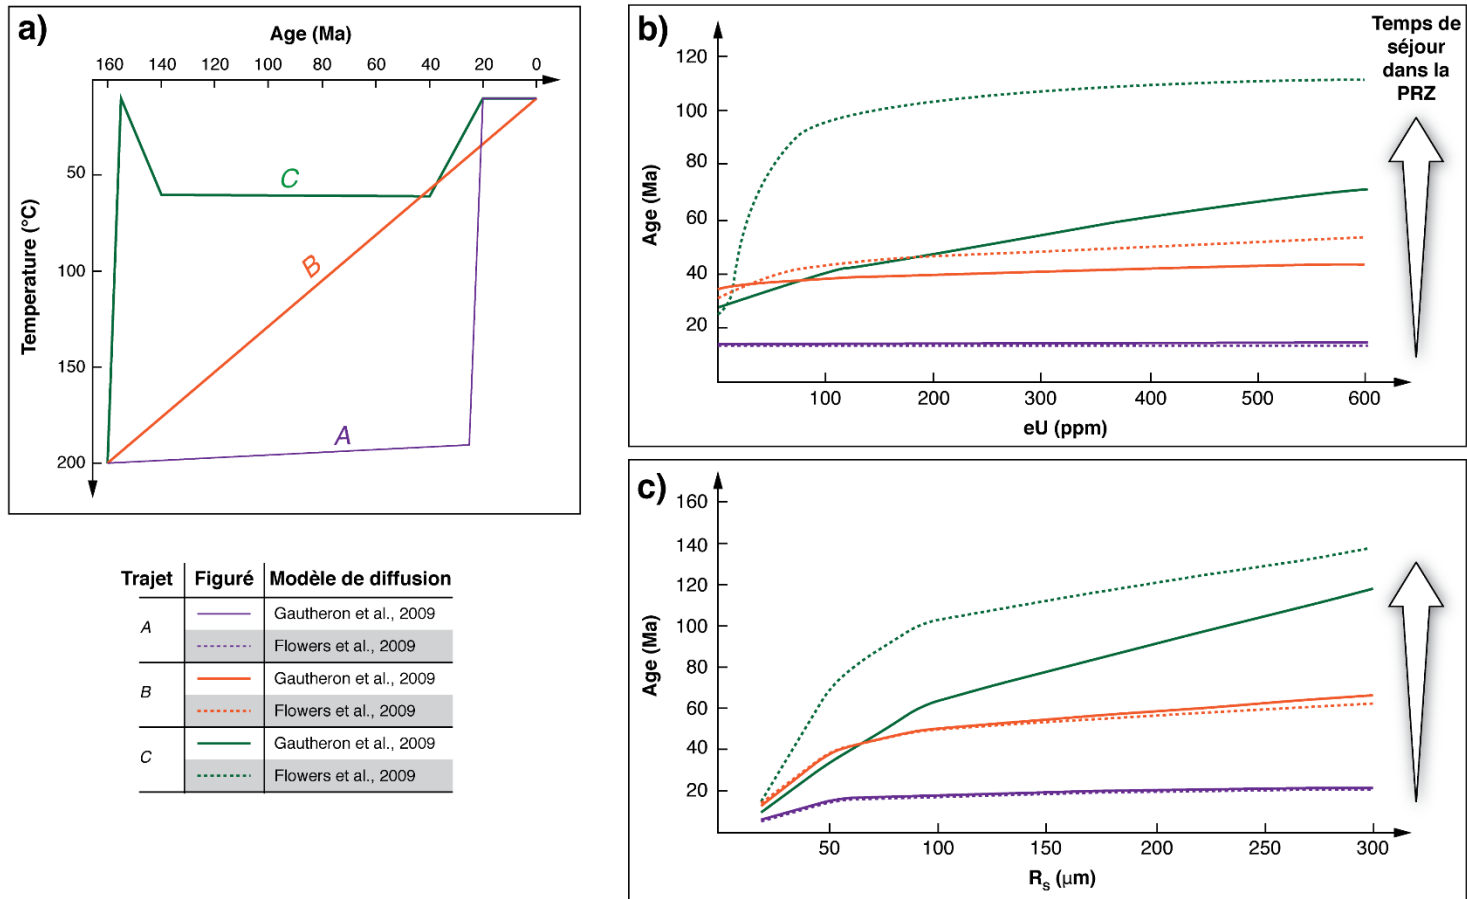 a)
Age (Ma)
160 140 120 100 80 60 40 20 0
Temperature (°C)
50
100
150
200
C
B
A
Trajet Figuré Modèle de diffusion
A Gautheron et al., 2009
Flowers et al., 2009
B Gautheron et al., 2009
Flowers et al., 2009
C Gautheron et al., 2009
Flowers et al., 2009
b)
Age (Ma)
120
100
80
60
40
20
100 200 300 400 500 600
eU (ppm)
Temps de
séjour
dans la
PRZ
c)
Age (Ma)
160
140
120
100
80
60
40
20
50 100 150 200 250 300
Rs (µm)